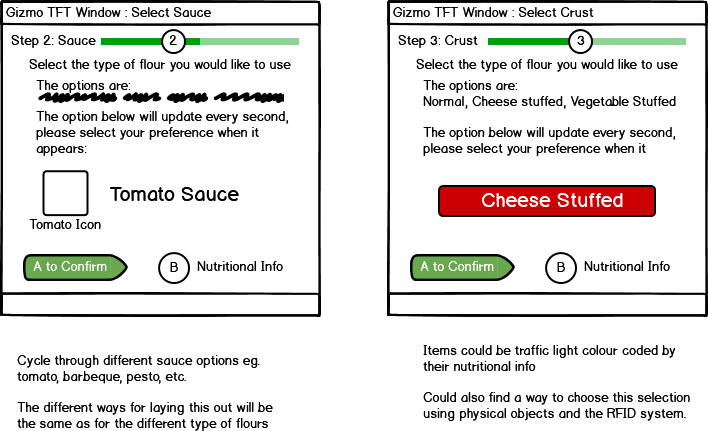 Gizmo TFT Window : Select Sauce
Step 2: Sauce
2
Select the type of flour you would like to use
The options are:
The option below will update every second,
please select your preference when it
appears:
Tomato Sauce
Tomato Icon
A to Confirm
B
Nutritional Info
Cycle through different sauce options eg.
tomato, barbeque, pesto, etc.
The different ways for laying this out will be
the same as for the different type of flours
Gizmo TFT Window : Select Crust
Step 3: Crust
3
Select the type of flour you would like to use
The options are:
Normal, Cheese stuffed, Vegetable Stuffed
The option below will update every second,
please select your preference when it
Cheese Stuffed
A to Confirm
B
Nutritional Info
Items could be traffic light colour coded by
their nutritional info
Could also find a way to choose this selection
using physical objects and the RFID system.